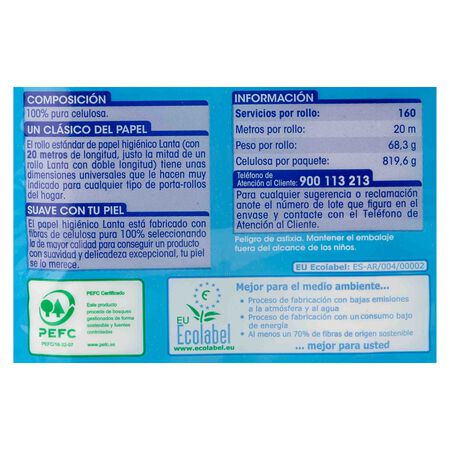 COMPOSICIÓN
100% pura celulosa.
UN CLÁSICO DEL PAPEL
El rollo estándar de papel higiénico Lanta (con
20 metros de longitud, justo la mitad de un
rollo Lanta con doble longitud) tiene unas
dimensiones universales que le hacen muy
indicado para cualquier tipo de porta-rollos
del hogar.
SUAVE CON TU PIEL
El papel higiénico Lanta está fabricado con
fibras de celulosa pura 100% seleccionando
la de mayor calidad para conseguir un producto
con suavidad y delicadeza excepcional, tu piel
se lo merece.
INFORMACIÓN
Servicios por rollo: 160
Metros por rollo: 20 m
Peso por rollo: 68,3 g
Celulosa por paquete: 819,6 g
Teléfono de
Atención al Cliente: 900 113 213
Para cualquier sugerencia o reclamación
anote el número de lote que figura en el
envase y contacte con el Teléfono de
Atención al Cliente.
Peligro de asfixia. Mantener el embalaje
fuera del alcance de los niños.
EU Ecolabel: ES-AR/004/00002
PEFC
PEFC/14-32-07
PEFC Certificado
Este producto
procede de bosques
gestionados de forma
sostenible y fuentes
controladas
www.pefc.es
EU
Ecolabel
www.ecolabel.eu
Mejor para el medio ambiente...
• Proceso de fabricación con bajas emisiones
a la atmósfera y al agua
• Proceso de fabricación con un consumo bajo
de energía
• Al menos un 70% de fibras de origen sostenible
... mejor para usted